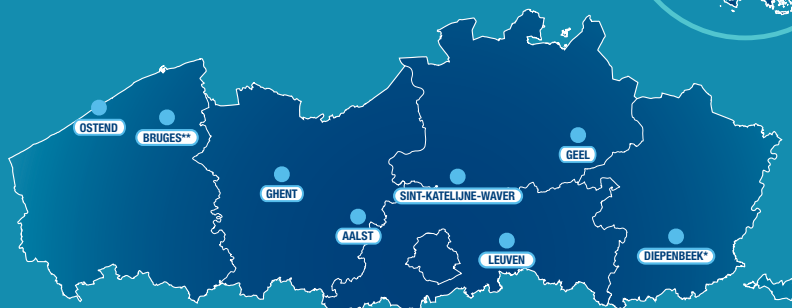 OSTEND
BRUGES**
GEEL
GHENT
SINT-KATELIJNE-WAVER
AALST
LEUVEN
DIEPENBEEK*